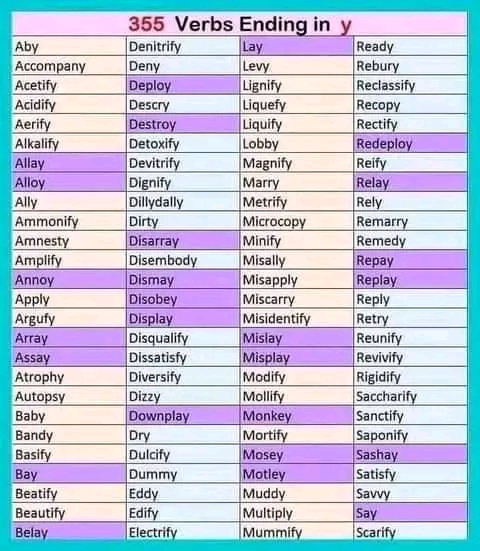 355 Verbs Ending in y
Aby Denitrify Lay Ready
Accompany Deny Levy Rebury
Acetify Deploy Lignify Reclassify
Acidify Descry Liquefy Recopy
Aerify Destroy Liquify Rectify
Alkalify Detoxify Lobby Redeploy
Allay Devitrify Magnify Reify
Alloy Dignify Marry Relay
Ally Dillydally Metrify Rely
Ammonify Dirty Microcopy Remarry
Amnesty Disarray Minify Remedy
Amplify Disembody Misally Repay
Annoy Dismay Misapply Replay
Apply Disobey Miscarry Reply
Argufy Display Misidentify Retry
Array Disqualify Mislay Reunify
Assay Dissatisfy Misplay Revivify
Atrophy Diversify Modify Rigidify
Autopsy Dizzy Mollify Saccharify
Baby Downplay Monkey Sanctify
Bandy Dry Mortify Saponify
Basify Dulcify Mosey Sashay
Bay Dummy Motley Satisfy
Beatify Eddy Muddy Savvy
Beautify Edify Multiply Say
Belay Electrify Mummify Scarify